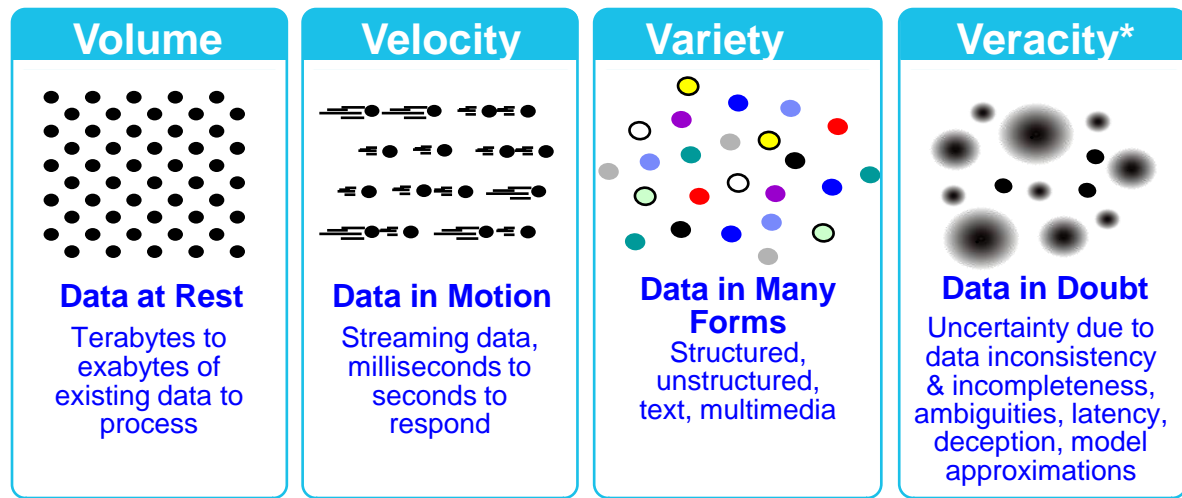 Volume
Data at Rest
Terabytes to
exabytes of
existing data to
process
Velocity
Data in Motion
Streaming data,
milliseconds to
seconds to
respond
Variety
Data in Many
Forms
Structured,
unstructured,
text, multimedia
Veracity*
Data in Doubt
Uncertainty due to
data inconsistency
& incompleteness,
ambiguities, latency,
deception, model
approximations